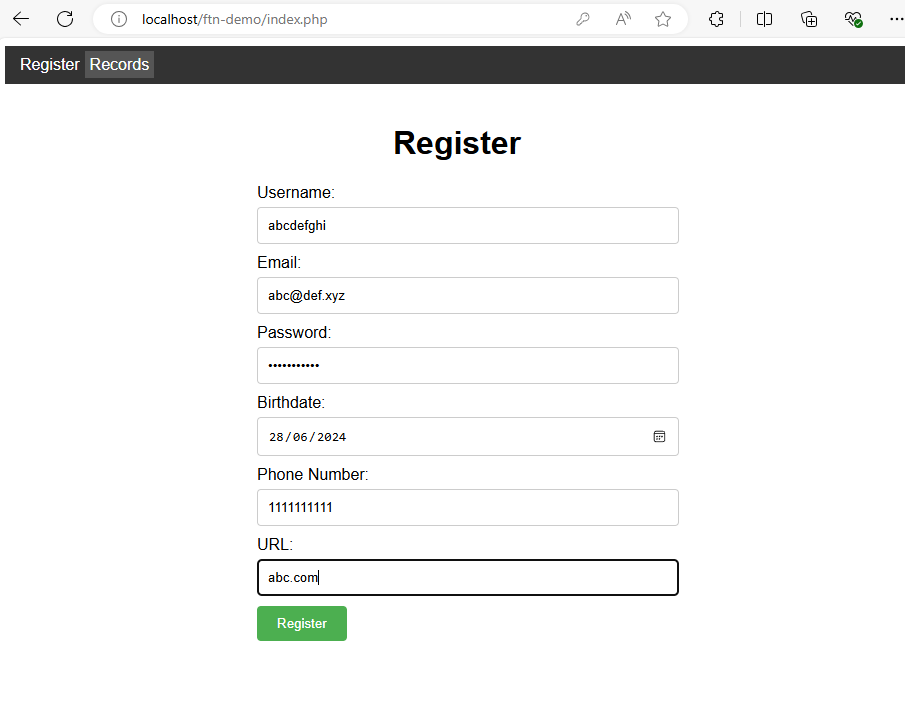 localhost/ftn-demo/index.php
Register Records
Register
Username:
abcdefghi
Email:
abc@def.xyz
Password:
•••••••••••
Birthdate:
28/06/2024
Phone Number:
1111111111
URL:
abc.com
Register